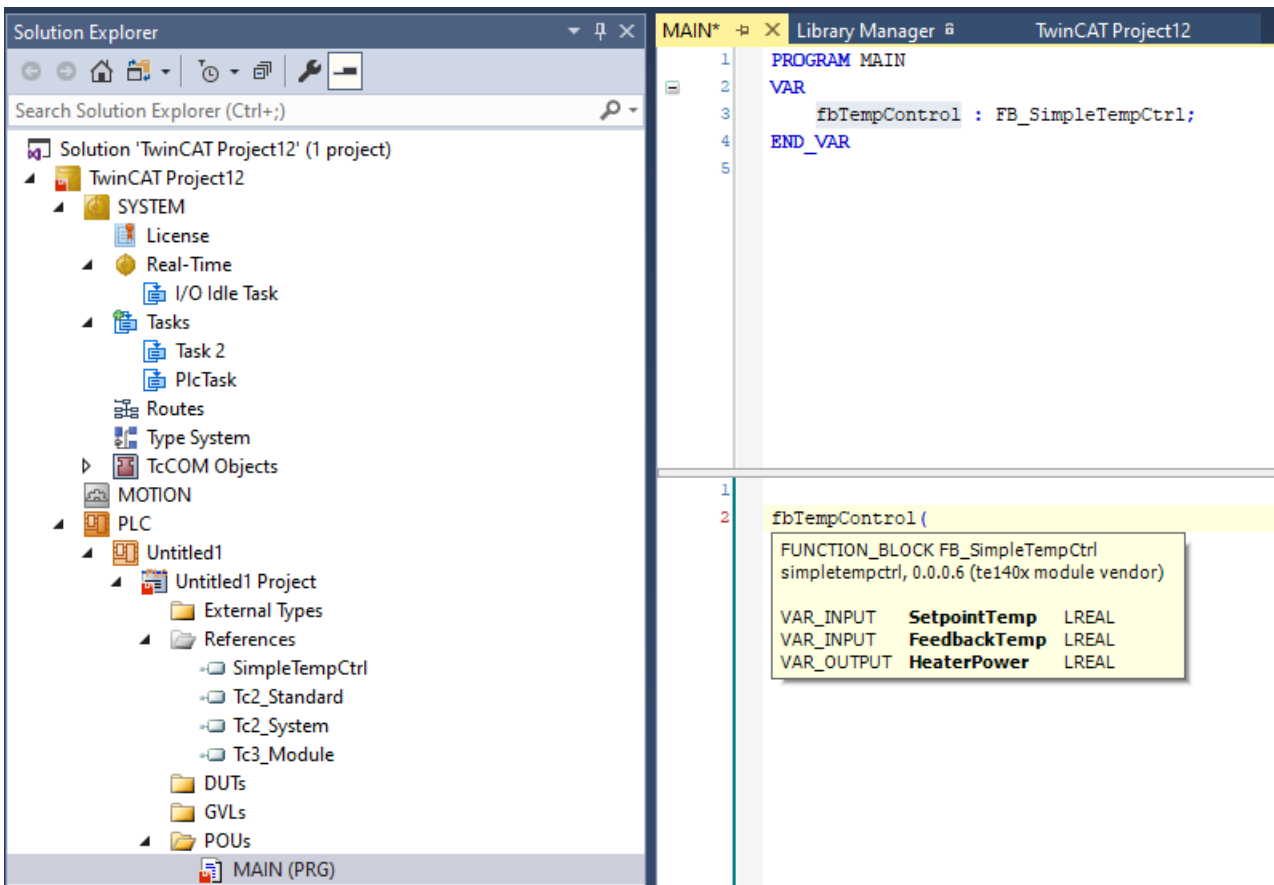 Solution Explorer
Search Solution Explorer (Ctrl+;)
Solution 'TwinCAT Project12' (1 project)
TwinCAT Project12
SYSTEM
License
Real-Time
I/O Idle Task
Tasks
Task 2
PlcTask
Routes
Type System
TcCOM Objects
MOTION
PLC
Untitled1
Untitled1 Project
External Types
References
SimpleTempCtrl
Tc2_Standard
Tc2_System
Tc3_Module
DUTs
GVLs
POUs
MAIN (PRG)
MAIN* Library Manager TwinCAT Project12
1 PROGRAM MAIN
2 VAR
3 fbTempControl : FB_SimpleTempCtrl;
4 END_VAR
5
1
2 fbTempControl(
FUNCTION_BLOCK FB_SimpleTempCtrl
simpletempctrl, 0.0.0.6 (te140x module vendor)
VAR_INPUT SetpointTemp LREAL
VAR_INPUT FeedbackTemp LREAL
VAR_OUTPUT HeaterPower LREAL